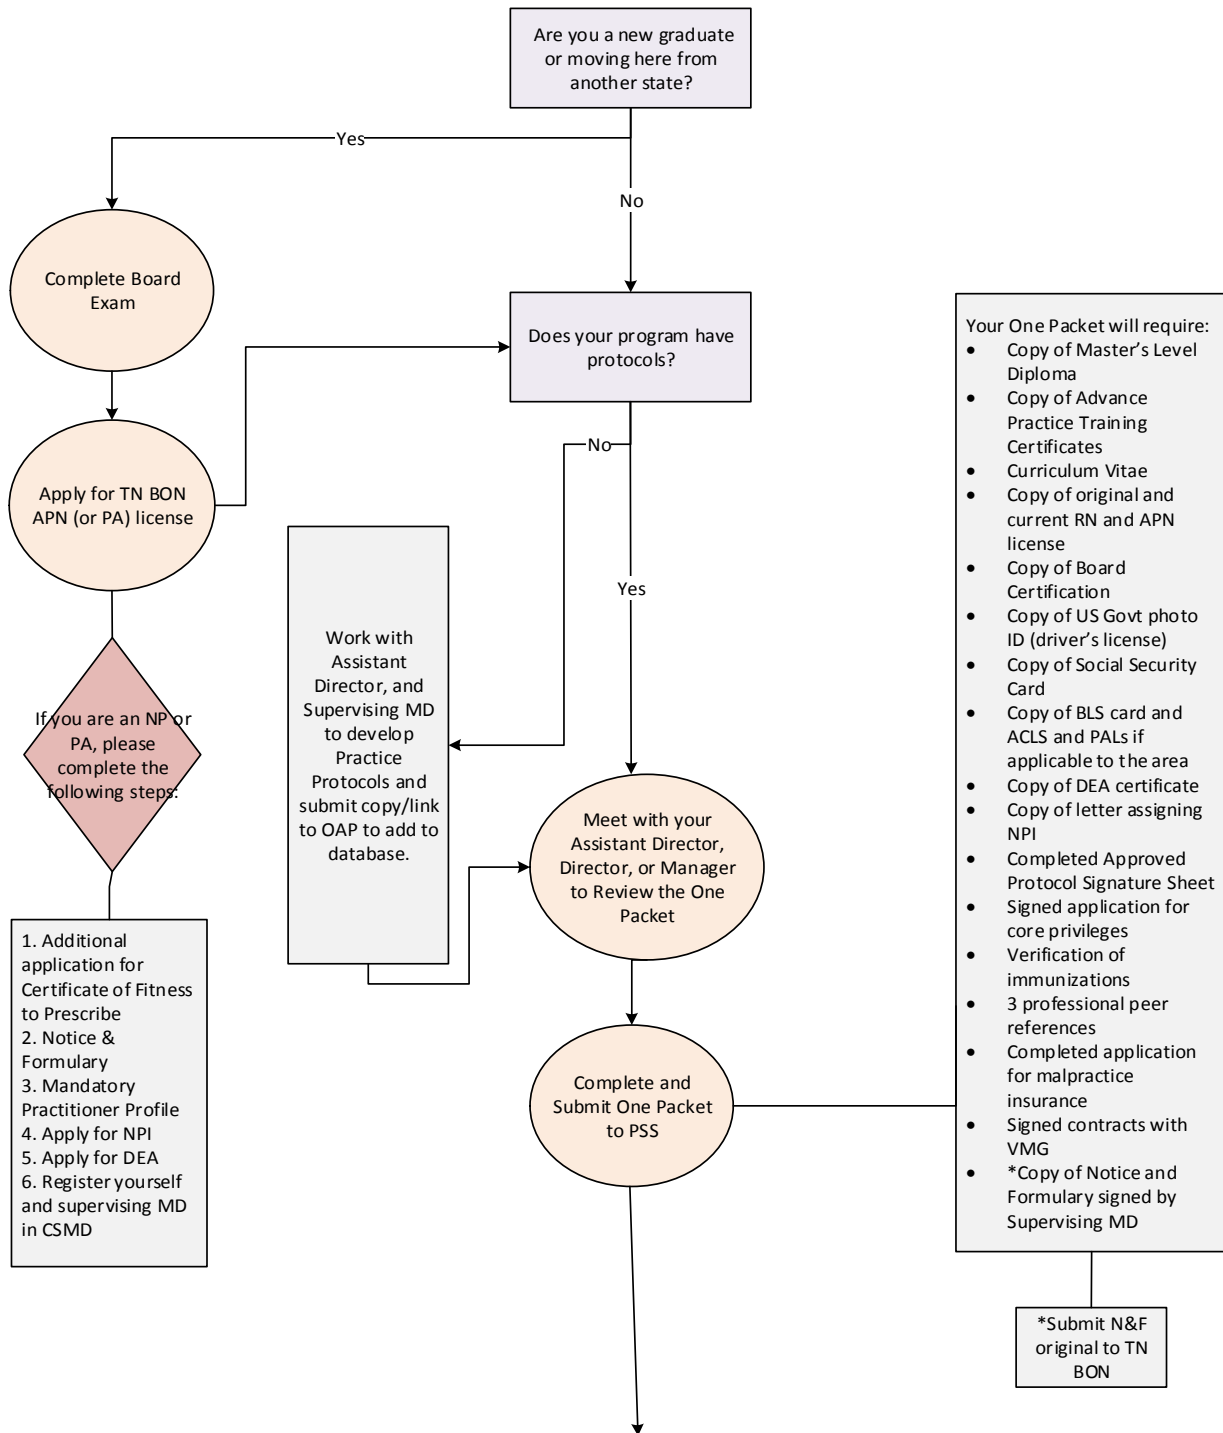 Are you a new graduate
or moving here from
another state?
Yes
No
Complete Board
Exam
Does your program have
protocols?
Apply for TN BON
APN (or PA) license
No
Yes
If you are an NP or
PA, please
complete the
following steps:
1. Additional
application for
Certificate of Fitness
to Prescribe
2. Notice &
Formulary
3. Mandatory
Practitioner Profile
4. Apply for NPI
5. Apply for DEA
6. Register yourself
and supervising MD
in CSMD
Work with
Assistant
Director, and
Supervising MD
to develop
Practice
Protocols and
submit copy/link
to OAP to add to
database.
Meet with your
Assistant Director,
Director, or Manager
to Review the One
Packet
Complete and
Submit One Packet
to PSS
Your One Packet will require:
• Copy of Master's Level
Diploma
• Copy of Advance
Practice Training
Certificates
• Curriculum Vitae
• Copy of original and
current RN and APN
license
• Copy of Board
Certification
• Copy of US Govt photo
ID (driver's license)
• Copy of Social Security
Card
• Copy of BLS card and
ACLS and PALs if
applicable to the area
• Copy of DEA certificate
• Copy of letter assigning
NPI
• Completed Approved
Protocol Signature Sheet
• Signed application for
core privileges
• Verification of
immunizations
• 3 professional peer
references
• Completed application
for malpractice
insurance
• Signed contracts with
VMG
• *Copy of Notice and
Formulary signed by
Supervising MD
*Submit N&F
original to TN
BON